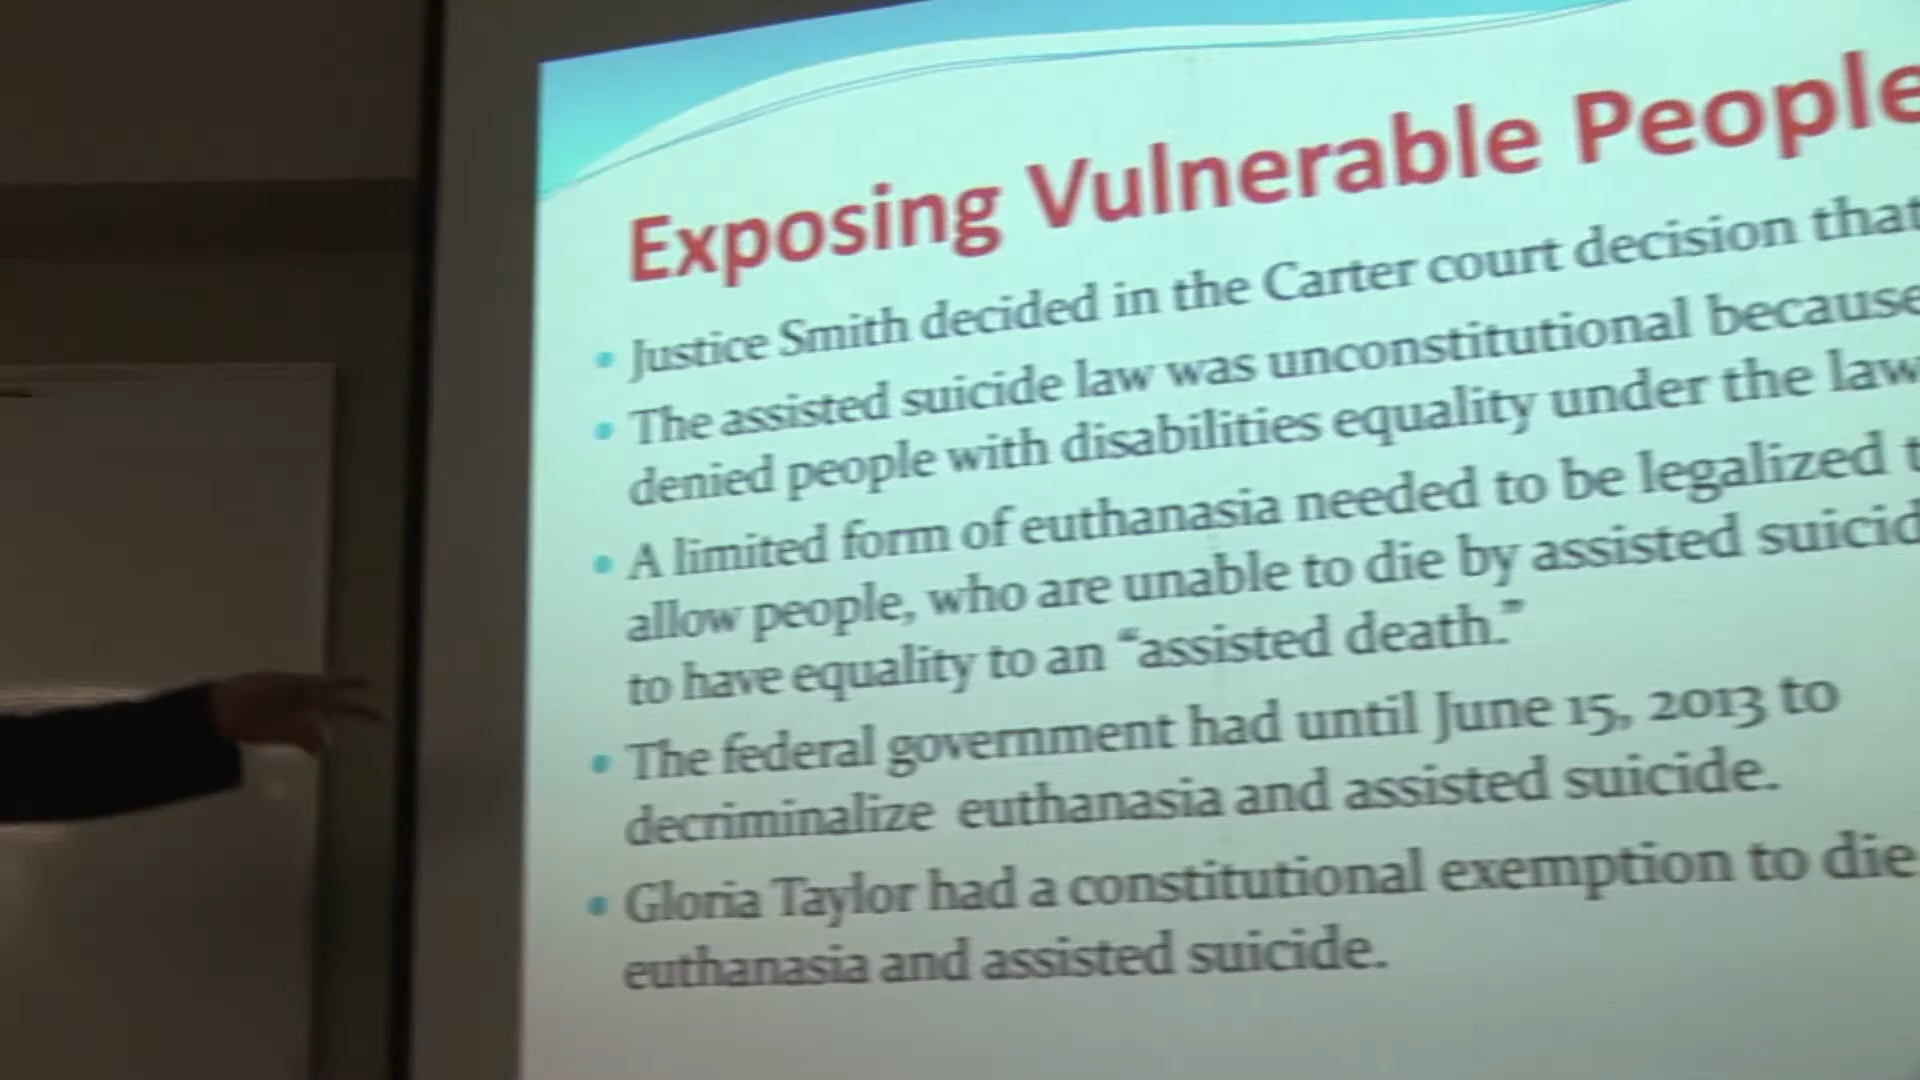 Exposing Vulnerable People
Justice Smith decided in the Carter court decision that
The assisted suicide law was unconstitutional because
denied people with disabilities equality under the law
A limited form of euthanasia needed to be legalized
allow people, who are unable to die by assisted
to have equality to an “assisted death.”
The federal government had until June 15, 2013 to
decriminalize euthanasia and assisted suicide.
Gloria Taylor had a constitutional exemption to die
euthanasia and assisted suicide.